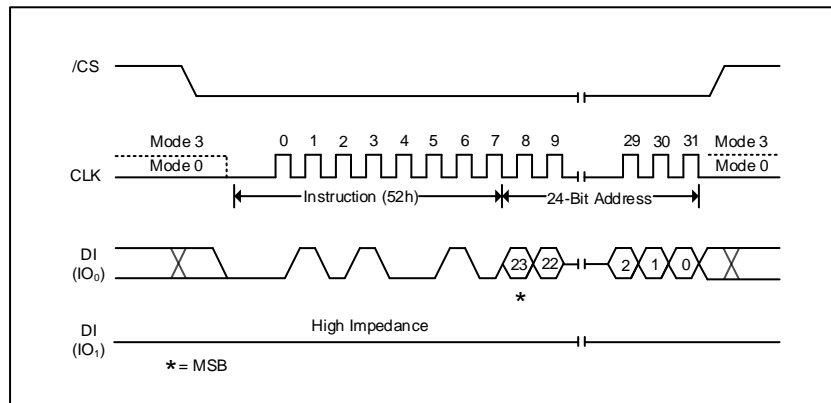 /CS
0 1 2 3 4 5 6 7 8 9 29 30 31
Mode 3 Mode 3
Mode 0 Mode 0
CLK
Instruction (52h) 24-Bit Address
DI
(IO₀)
23 22 2 1 0
*
High Impedance
DI
(IO₁)
* = MSB